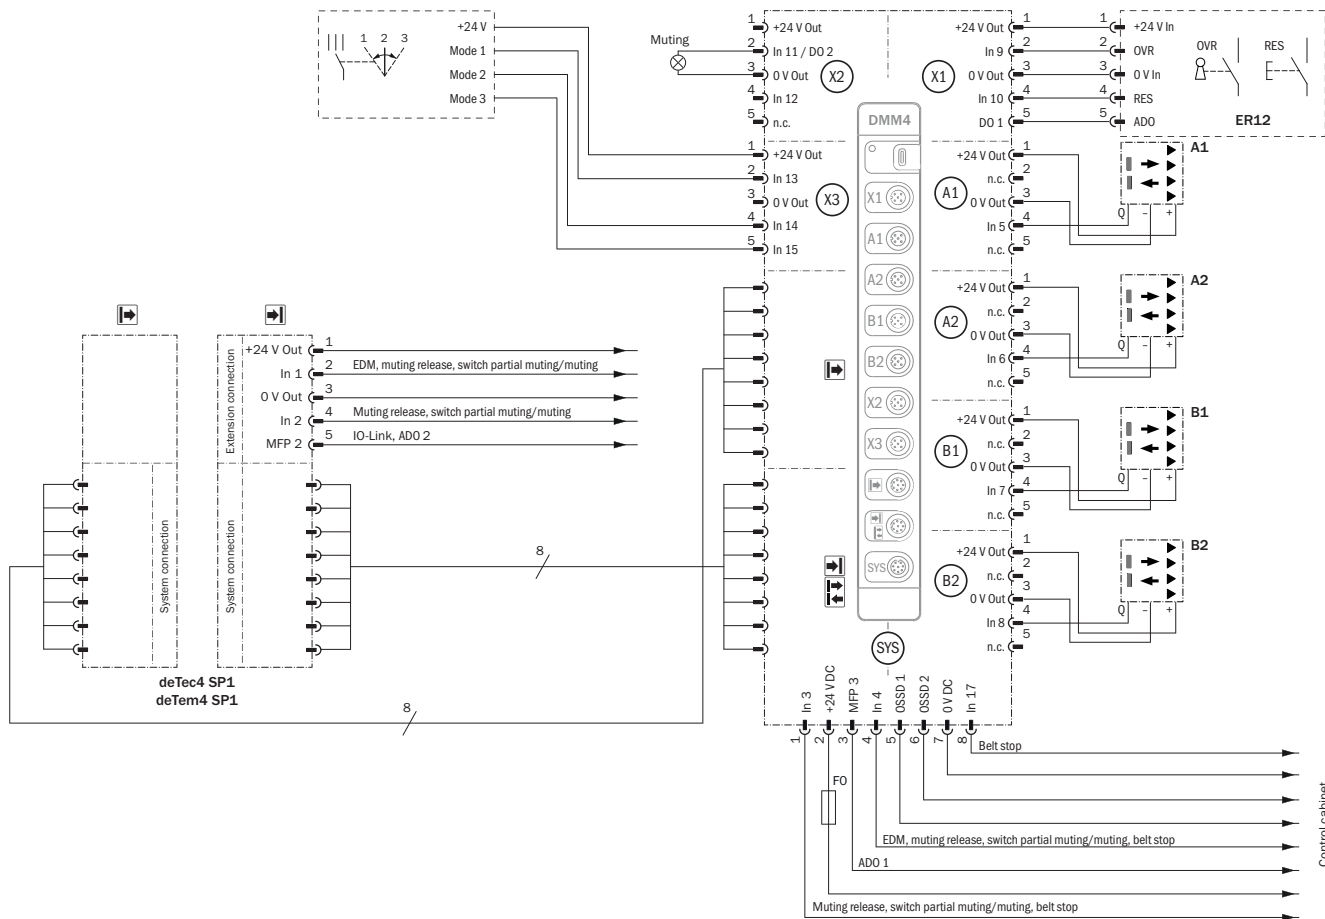 +24 V
Mode 1
Mode 2
Mode 3
1 2 3
Muting
1 +24 V Out
2 In 11 / DO 2
3 0 V Out
4 In 12
5 n.c.
X2
1 +24 V Out
2 In 13
3 0 V Out
4 In 14
5 In 15
X3
DMM4
X1
A1
A2
B1
B2
X2
X3
SYS
SYS
X1
+24 V Out 1
In 9 2
0 V Out 3
In 10 4
DO 1 5
1 +24 V In
2 OVR
3 0 V In
4 RES
5 ADO
OVR RES
ER12
A1
+24 V Out 1
n.c. 2
0 V Out 3
In 5 4
n.c. 5
A1
Q – +
A2
+24 V Out 1
n.c. 2
0 V Out 3
In 6 4
n.c. 5
A2
Q – +
B1
+24 V Out 1
n.c. 2
0 V Out 3
In 7 4
n.c. 5
B1
Q – +
B2
+24 V Out 1
n.c. 2
0 V Out 3
In 8 4
n.c. 5
B2
Q – +
Extension connection
+24 V Out 1
In 1 2 EDM, muting release, switch partial muting/muting
0 V Out 3
In 2 4 Muting release, switch partial muting/muting
MFP 2 5 IO-Link, ADO 2
System connection
System connection
deTec4 SP1
deTem4 SP1
8
8
In 3
+24 V DC
MFP 3
In 4
OSSD 1
OSSD 2
0 V DC
In 17
1 2 3 4 5 6 7 8
Belt stop
F0
EDM, muting release, switch partial muting/muting, belt stop
ADO 1
Muting release, switch partial muting/muting, belt stop
Control cabinet